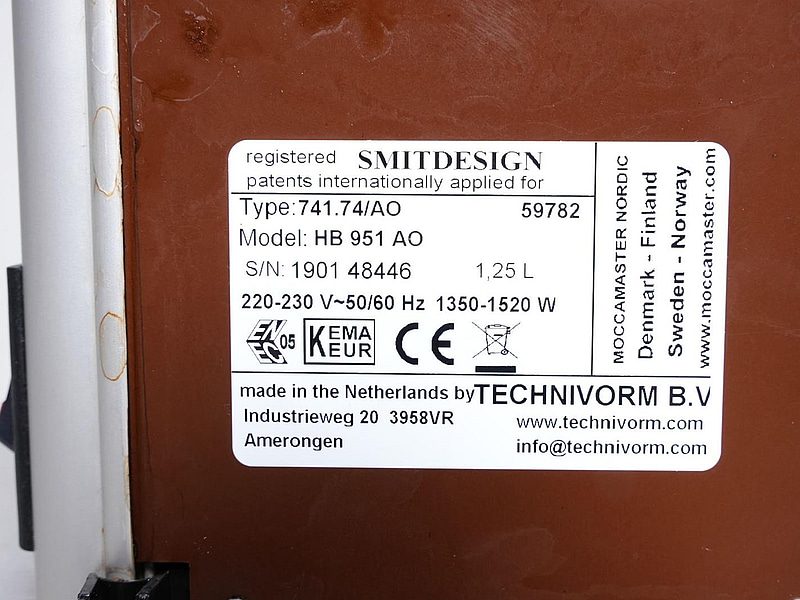 registered SMITDESIGN
patents internationally applied for
Type:741.74/AO 59782
Model: HB 951 AO
S/N: 1901 48446 1,25 L
220-230 V~50/60 Hz 1350-1520 W
ENEC 05 KEMA KEUR CE
made in the Netherlands by TECHNIVORM B.V
Industrieweg 20 3958VR www.technivorm.com
Amerongen info@technivorm.com
MOCCAMASTER NORDIC
Denmark - Finland
Sweden - Norway
www.moccamaster.com